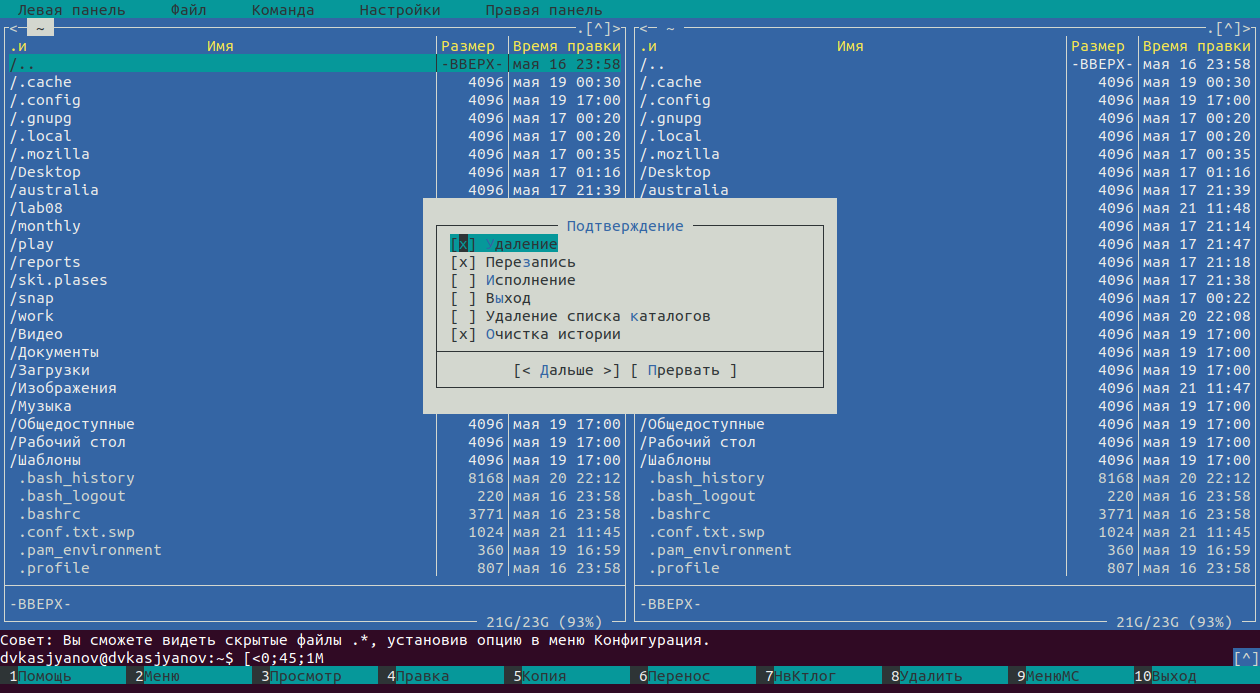 Левая панель Файл Команда Настройки Правая панель
<─ ~ ─.[^]> <─ ~ ─.[^]>
.и Имя Размер Время правки .и Имя Размер Время правки
/.. -ВВЕРХ- мая 16 23:58 /.. -ВВЕРХ- мая 16 23:58
/.cache 4096 мая 19 00:30 /.cache 4096 мая 19 00:30
/.config 4096 мая 19 17:00 /.config 4096 мая 19 17:00
/.gnupg 4096 мая 17 00:20 /.gnupg 4096 мая 17 00:20
/.local 4096 мая 17 00:20 /.local 4096 мая 17 00:20
/.mozilla 4096 мая 17 00:35 /.mozilla 4096 мая 17 00:35
/Desktop 4096 мая 17 01:16 /Desktop 4096 мая 17 01:16
/australia 4096 мая 17 21:39 /australia 4096 мая 17 21:39
/lab08 4096 мая 21 11:48
/monthly Подтверждение 4096 мая 17 21:14
/play [x] Удаление 4096 мая 17 21:47
/reports [x] Перезапись 4096 мая 17 21:18
/ski.plases [ ] Исполнение 4096 мая 17 21:38
/snap [ ] Выход 4096 мая 17 00:22
/work [ ] Удаление списка каталогов 4096 мая 20 22:08
/Видео [x] Очистка истории 4096 мая 19 17:00
/Документы 4096 мая 19 17:00
/Загрузки [< Дальше >] [ Прервать ] 4096 мая 19 17:00
/Изображения 4096 мая 21 11:47
/Музыка 4096 мая 19 17:00
/Общедоступные 4096 мая 19 17:00 /Общедоступные 4096 мая 19 17:00
/Рабочий стол 4096 мая 19 17:00 /Рабочий стол 4096 мая 19 17:00
/Шаблоны 4096 мая 19 17:00 /Шаблоны 4096 мая 19 17:00
.bash_history 8168 мая 20 22:12 .bash_history 8168 мая 20 22:12
.bash_logout 220 мая 16 23:58 .bash_logout 220 мая 16 23:58
.bashrc 3771 мая 16 23:58 .bashrc 3771 мая 16 23:58
.conf.txt.swp 1024 мая 21 11:45 .conf.txt.swp 1024 мая 21 11:45
.pam_environment 360 мая 19 16:59 .pam_environment 360 мая 19 16:59
.profile 807 мая 16 23:58 .profile 807 мая 16 23:58
-ВВЕРХ- -ВВЕРХ-
21G/23G (93%) 21G/23G (93%)
Совет: Вы сможете видеть скрытые файлы .*, установив опцию в меню Конфигурация.
dvkasjyanov@dvkasjyanov:~$ [<0;45;1M [^]
1Помощь 2Меню 3Просмотр 4Правка 5Копия 6Перенос 7НвКтлог 8Удалить 9МенюМС 10Выход